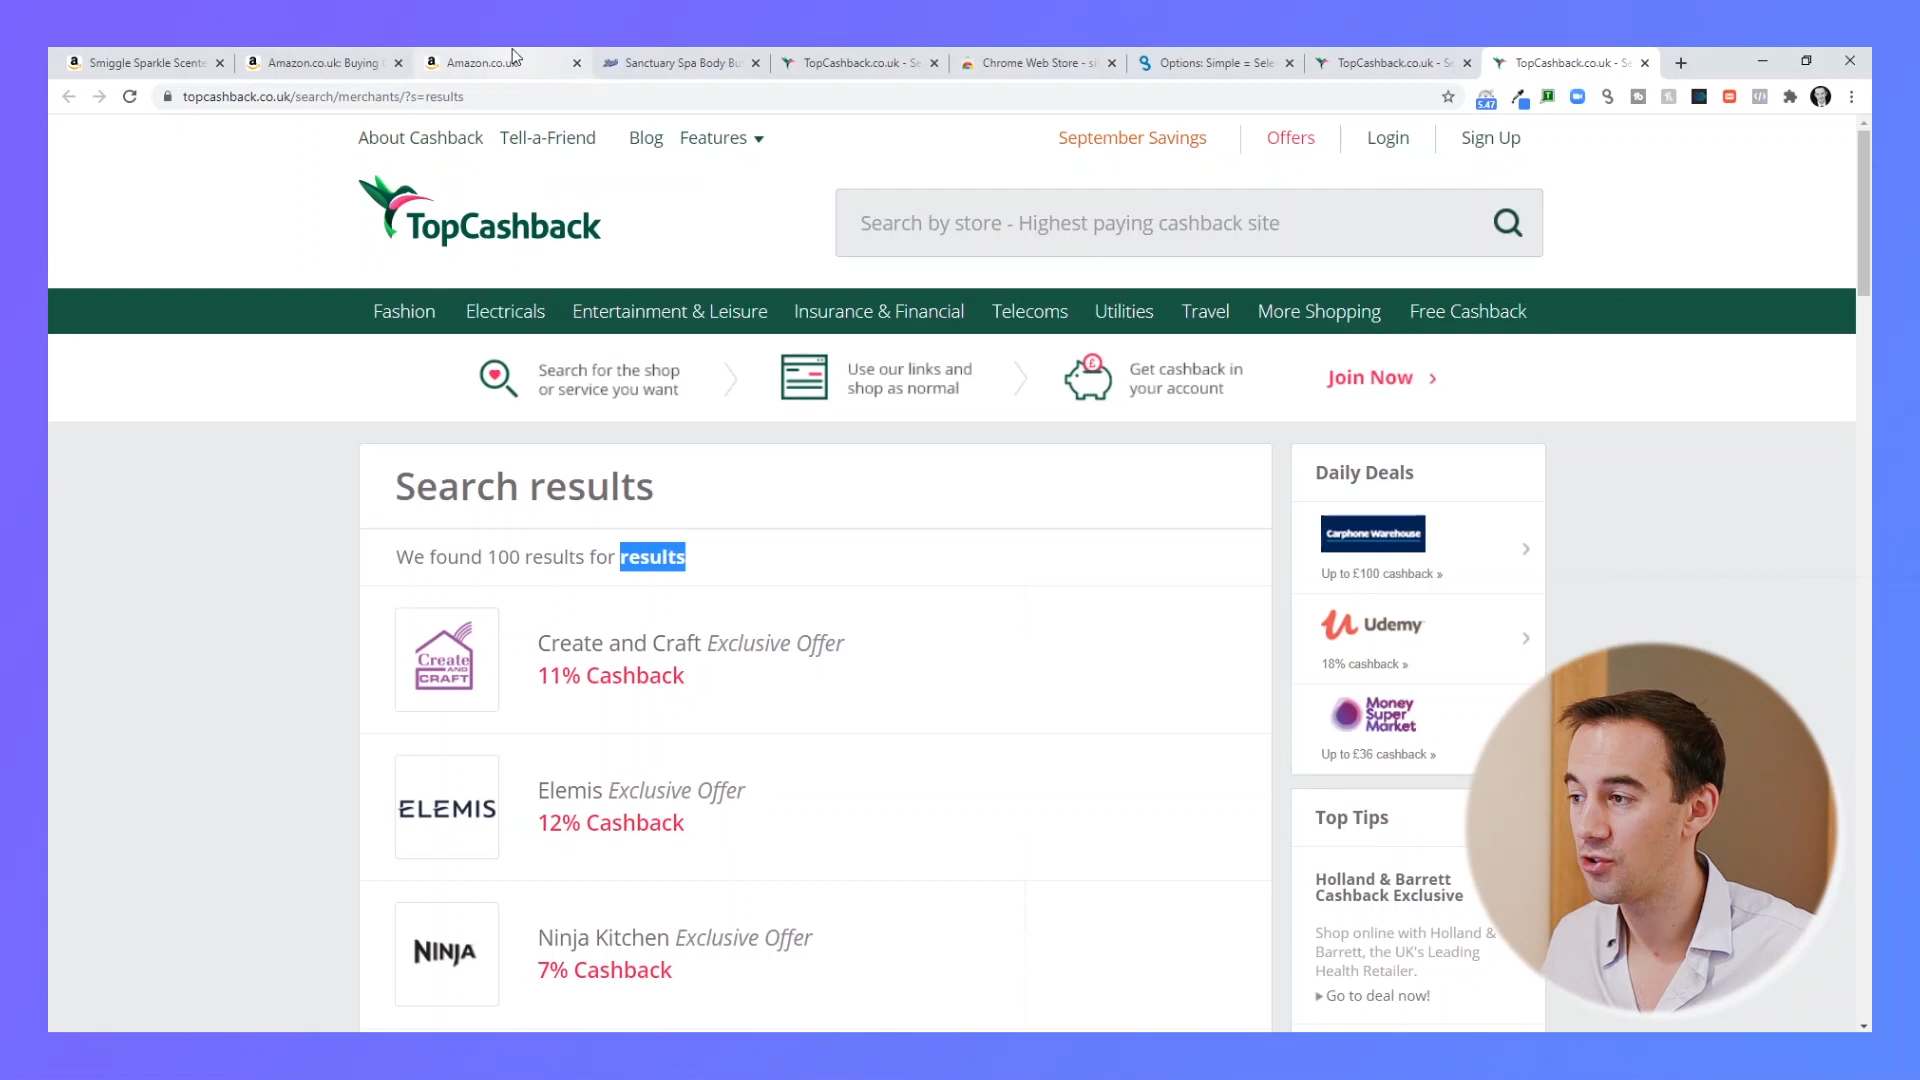 Smiggle Sparkle Scente
Amazon.co.uk: Buying
Amazon.co.uk
Sanctuary Spa Body Bu
TopCashback.co.uk - Se
Chrome Web Store - si
Options: Simple = Sele
TopCashback.co.uk - Se
TopCashback.co.uk - Se
topcashback.co.uk/search/merchants/?s=results
5.47
About Cashback
Tell-a-Friend
Blog
Features
September Savings
Offers
Login
Sign Up
TopCashback
Search by store - Highest paying cashback site
Fashion
Electricals
Entertainment & Leisure
Insurance & Financial
Telecoms
Utilities
Travel
More Shopping
Free Cashback
Search for the shop
or service you want
Use our links and
shop as normal
£
Get cashback in
your account
Join Now
Search results
We found 100 results for results
Create
AND
CRAFT
Create and Craft Exclusive Offer
11% Cashback
ELEMIS
Elemis Exclusive Offer
12% Cashback
NINJA
Ninja Kitchen Exclusive Offer
7% Cashback
Daily Deals
Carphone Warehouse
Up to £100 cashback »
Udemy
18% cashback »
Money
Super
Market
Up to £36 cashback »
Top Tips
Holland & Barrett
Cashback Exclusive
Shop online with Holland &
Barrett, the UK's Leading
Health Retailer.
Go to deal now!